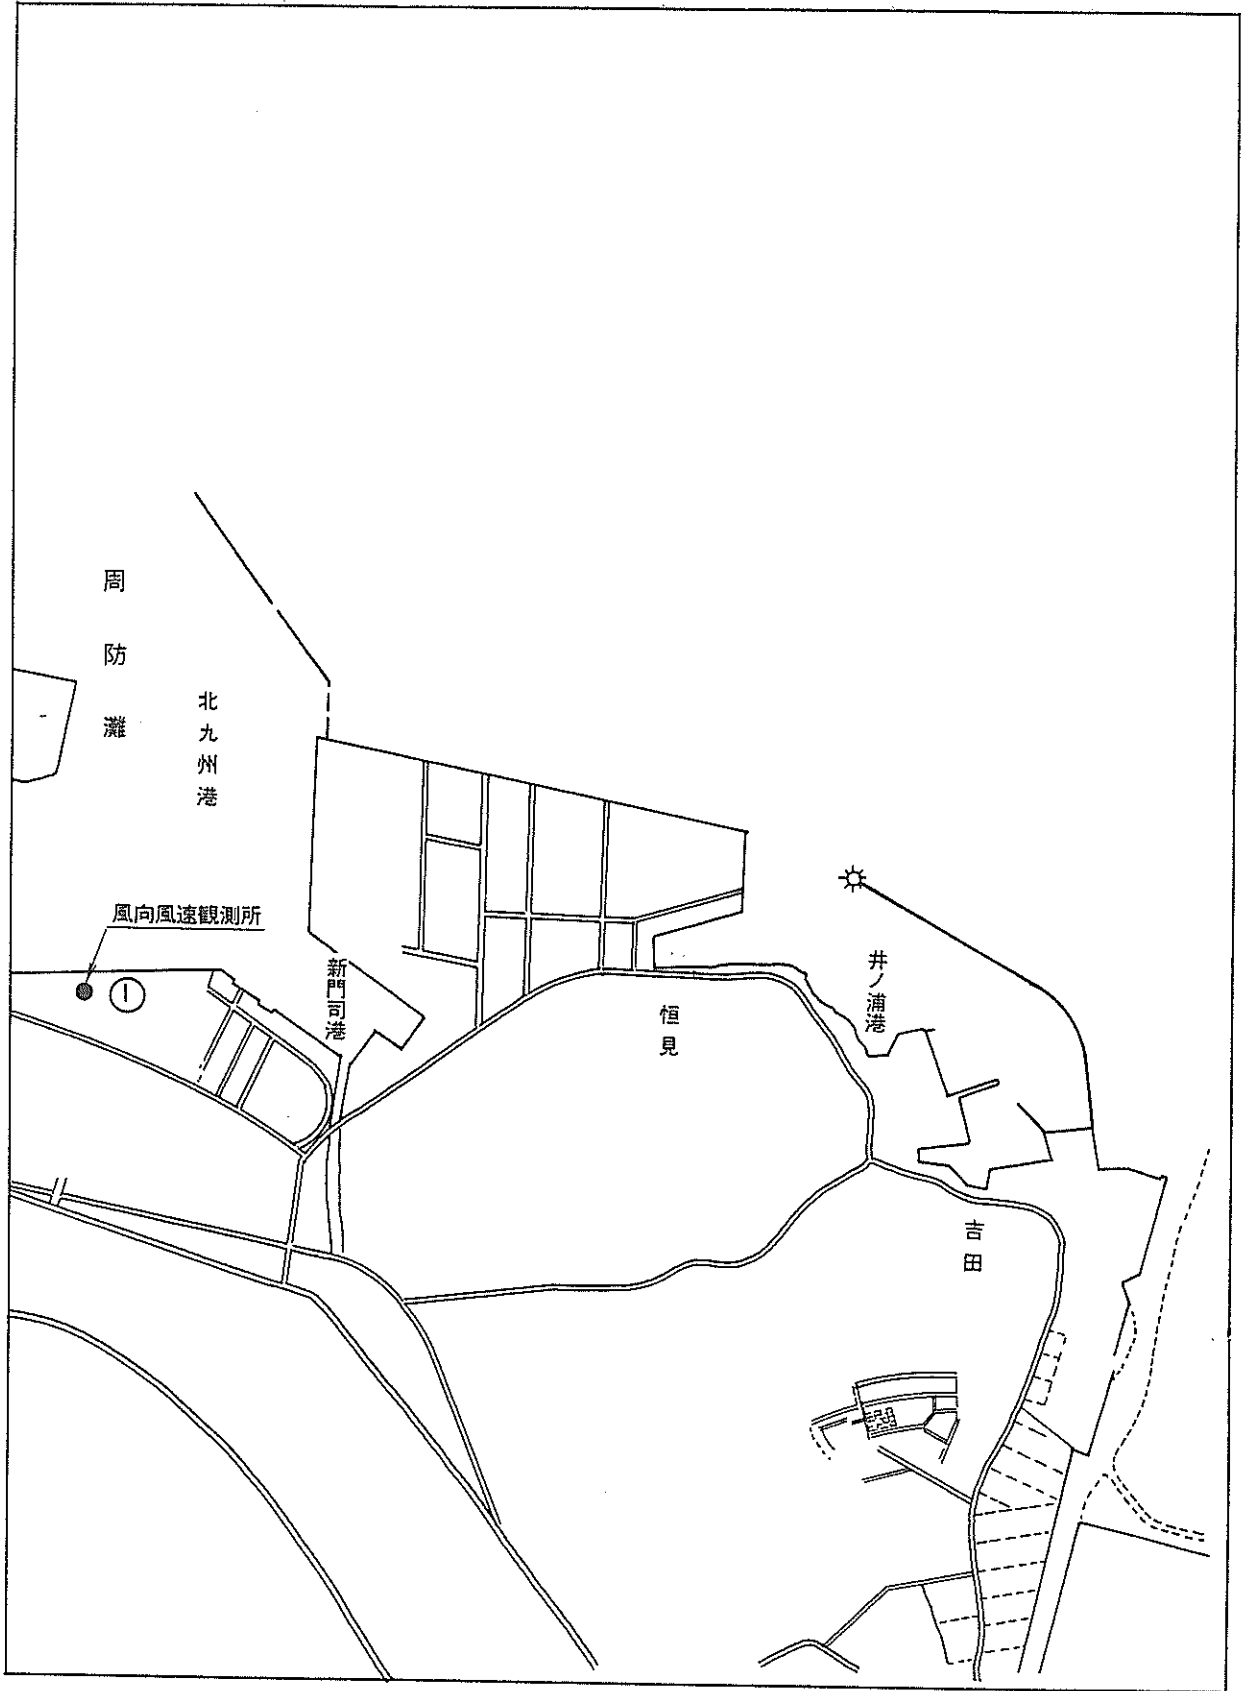 周防灘
北九州港
風向風速観測所
①
新門司港
恒見
井ノ浦港
吉田